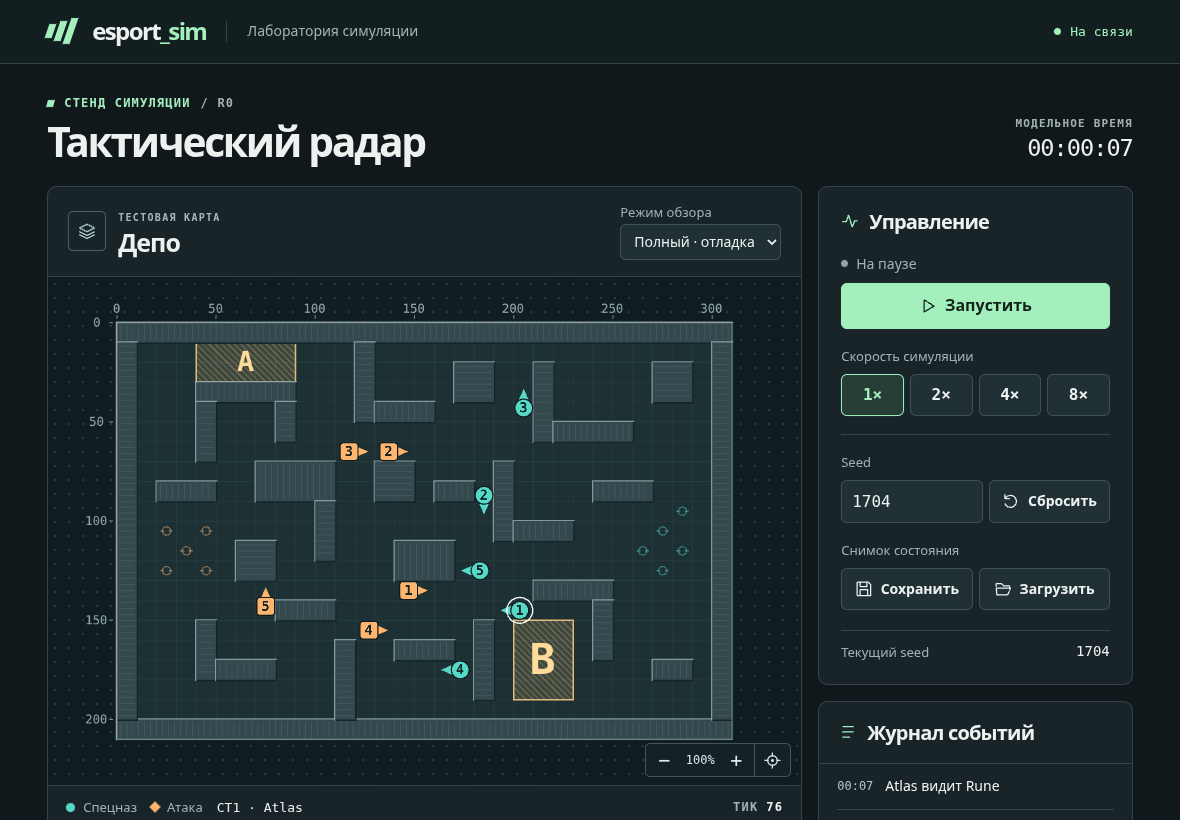 esport_sim
Лаборатория симуляции
На связи
СТЕНД СИМУЛЯЦИИ / R0
Тактический радар
МОДЕЛЬНОЕ ВРЕМЯ
00:00:07
ТЕСТОВАЯ КАРТА
Депо
Режим обзора
Полный · отладка
0 50 100 150 200 250 300
0
50
100
150
200
A
B
3
3 2
2
5
1
5
1
4
4
− 100% +
Спецназ Атака CT1 · Atlas
ТИК 76
Управление
На паузе
Запустить
Скорость симуляции
1× 2× 4× 8×
Seed
1704 Сбросить
Снимок состояния
Сохранить Загрузить
Текущий seed 1704
Журнал событий
00:07 Atlas видит Rune